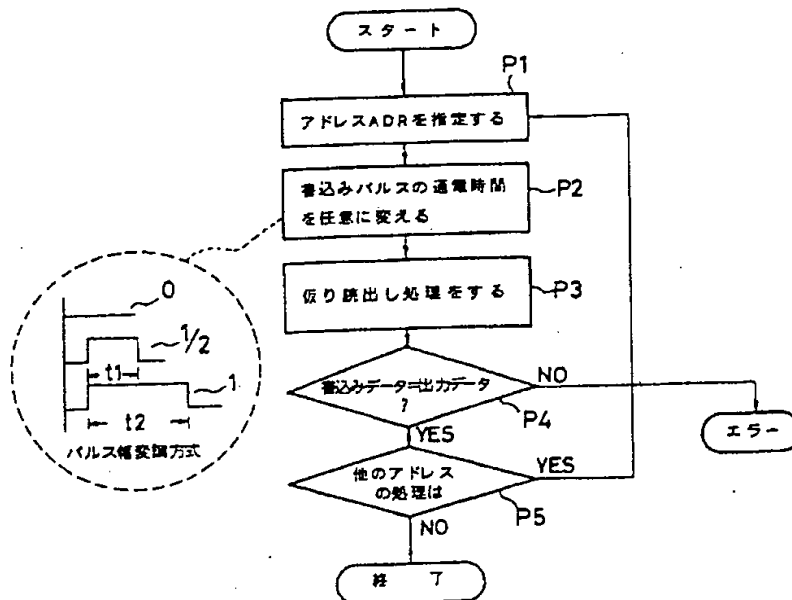 スタート
P1
アドレスADRを指定する
書込みパルスの通電時間
を任意に変える
P2
仮り読出し処理をする
P3
0
1/2
t1
1
t2
パルス幅変調方式
書込みデータ=出力データ
?
NO
P4
エラー
YES
他のアドレス
の処理は
YES
P5
NO
終 了